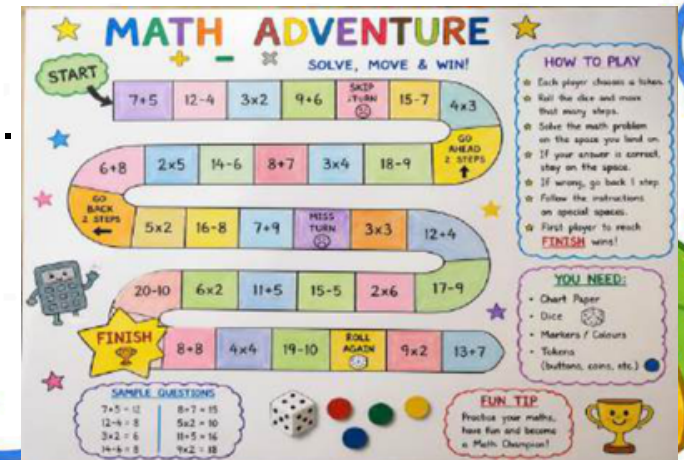 MATH ADVENTURE
+ - ×
SOLVE, MOVE & WIN!
START
7+5
12-4
3x2
9+6
SKIP
TURN
15-7
4x3
GO
AHEAD
2 STEPS
18-9
3x4
8+7
14-6
2x5
6+8
GO
BACK
2 STEPS
5x2
16-8
7+9
MISS
TURN
3x3
12+4
17-9
2x6
15-5
11+5
6x2
20-10
FINISH
8+8
4x4
19-10
ROLL
AGAIN
9x2
13+7
HOW TO PLAY
Each player chooses a token.
Roll the dice and move
that many steps.
Solve the math problem
on the space you land on.
If your answer is correct,
stay on the space.
If wrong, go back 1 step
Follow the instructions
on special spaces.
First player to reach
FINISH wins!
YOU NEED:
• Chart Paper
• Dice
• Markers / Colours
• Tokens
(buttons, coins, etc.)
SAMPLE QUESTIONS
7+5 = 12
12-4 = 8
3x2 = 6
14-6 = 8
8+7 = 15
5x2 = 10
11+5 = 16
9x2 = 18
FUN TIP
Practice your maths,
have fun and become
a Math Champion!